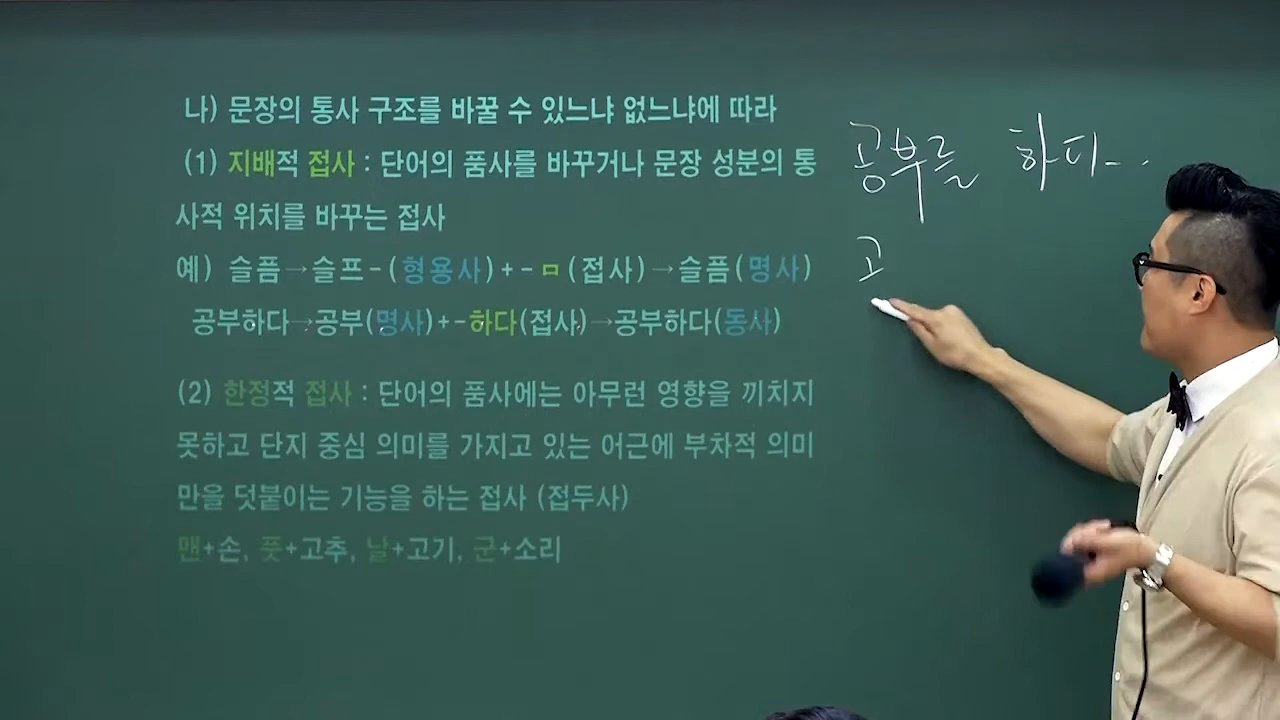 나) 문장의 통사 구조를 바꿀 수 있느냐 없느냐에 따라
(1) 지배적 접사 : 단어의 품사를 바꾸거나 문장 성분의 통
사적 위치를 바꾸는 접사
예) 슬픔→슬프-(형용사)+-ㅁ(접사)→슬픔(명사)
공부하다→공부(명사)+-하다(접사)→공부하다(동사)
(2) 한정적 접사 : 단어의 품사에는 아무런 영향을 끼치지
못하고 단지 중심 의미를 가지고 있는 어근에 부차적 의미
만을 덧붙이는 기능을 하는 접사 (접두사)
맨+손, 풋+고추, 날+고기, 군+소리
공부를 하다...
고